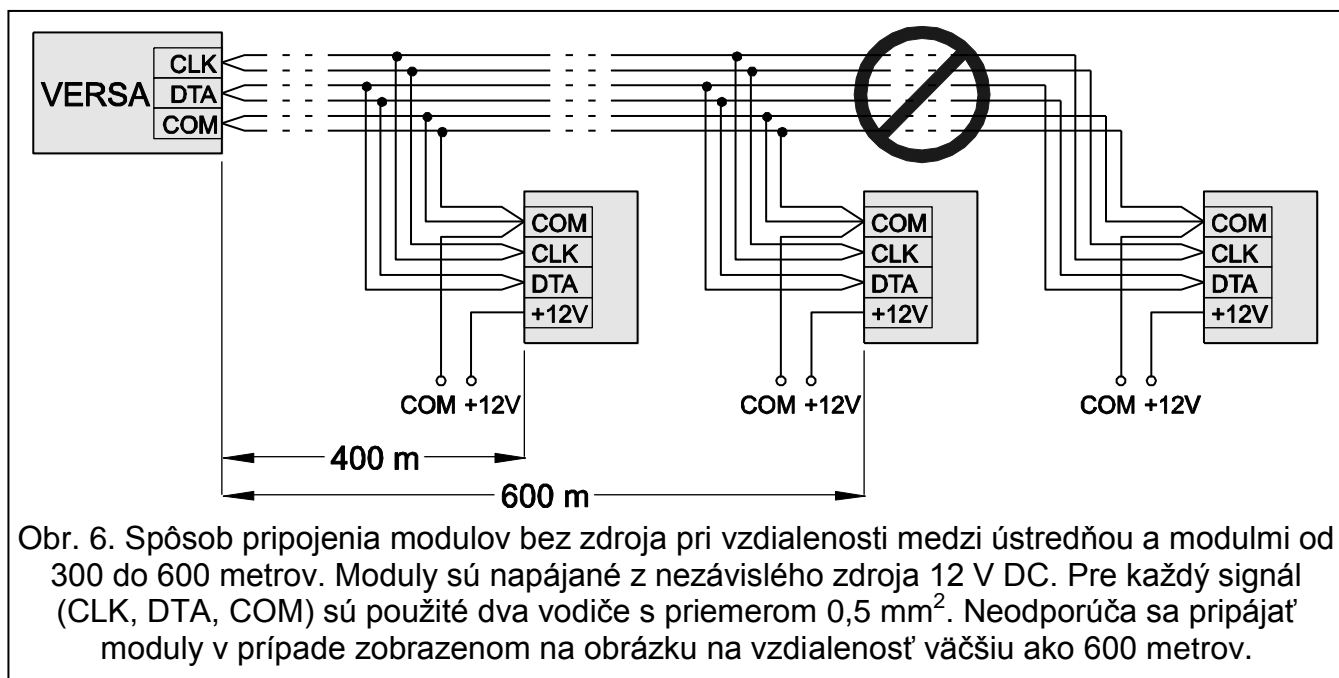 VERSA
CLK
DTA
COM
COM
CLK
DTA
+12V
COM +12V
COM
CLK
DTA
+12V
COM +12V
COM
CLK
DTA
+12V
COM +12V
400 m
600 m
Obr. 6. Spôsob pripojenia modulov bez zdroja pri vzdialenosti medzi ústredňou a modulmi od
300 do 600 metrov. Moduly sú napájané z nezávislého zdroja 12 V DC. Pre každý signál
(CLK, DTA, COM) sú použité dva vodiče s priemerom 0,5 mm². Neodporúča sa pripájať
moduly v prípade zobrazenom na obrázku na vzdialenosť väčšiu ako 600 metrov.